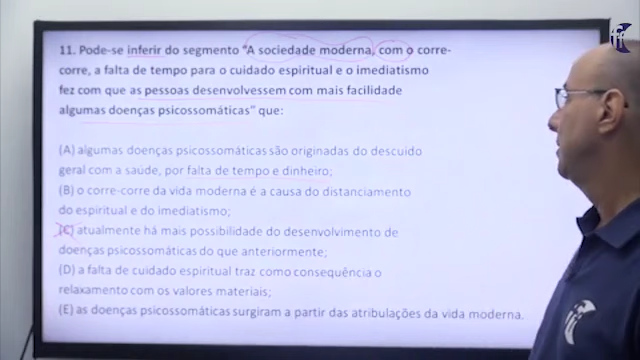 11. Pode-se inferir do segmento "A sociedade moderna, com o corre-
corre, a falta de tempo para o cuidado espiritual e o imediatismo
fez com que as pessoas desenvolvessem com mais facilidade
algumas doenças psicossomáticas" que:
(A) algumas doenças psicossomáticas são originadas do descuido
geral com a saúde, por falta de tempo e dinheiro;
(B) o corre-corre da vida moderna é a causa do distanciamento
do espiritual e do imediatismo;
(C) atualmente há mais possibilidade do desenvolvimento de
doenças psicossomáticas do que anteriormente;
(D) a falta de cuidado espiritual traz como consequência o
relaxamento com os valores materiais;
(E) as doenças psicossomáticas surgiram a partir das atribulações da vida moderna.